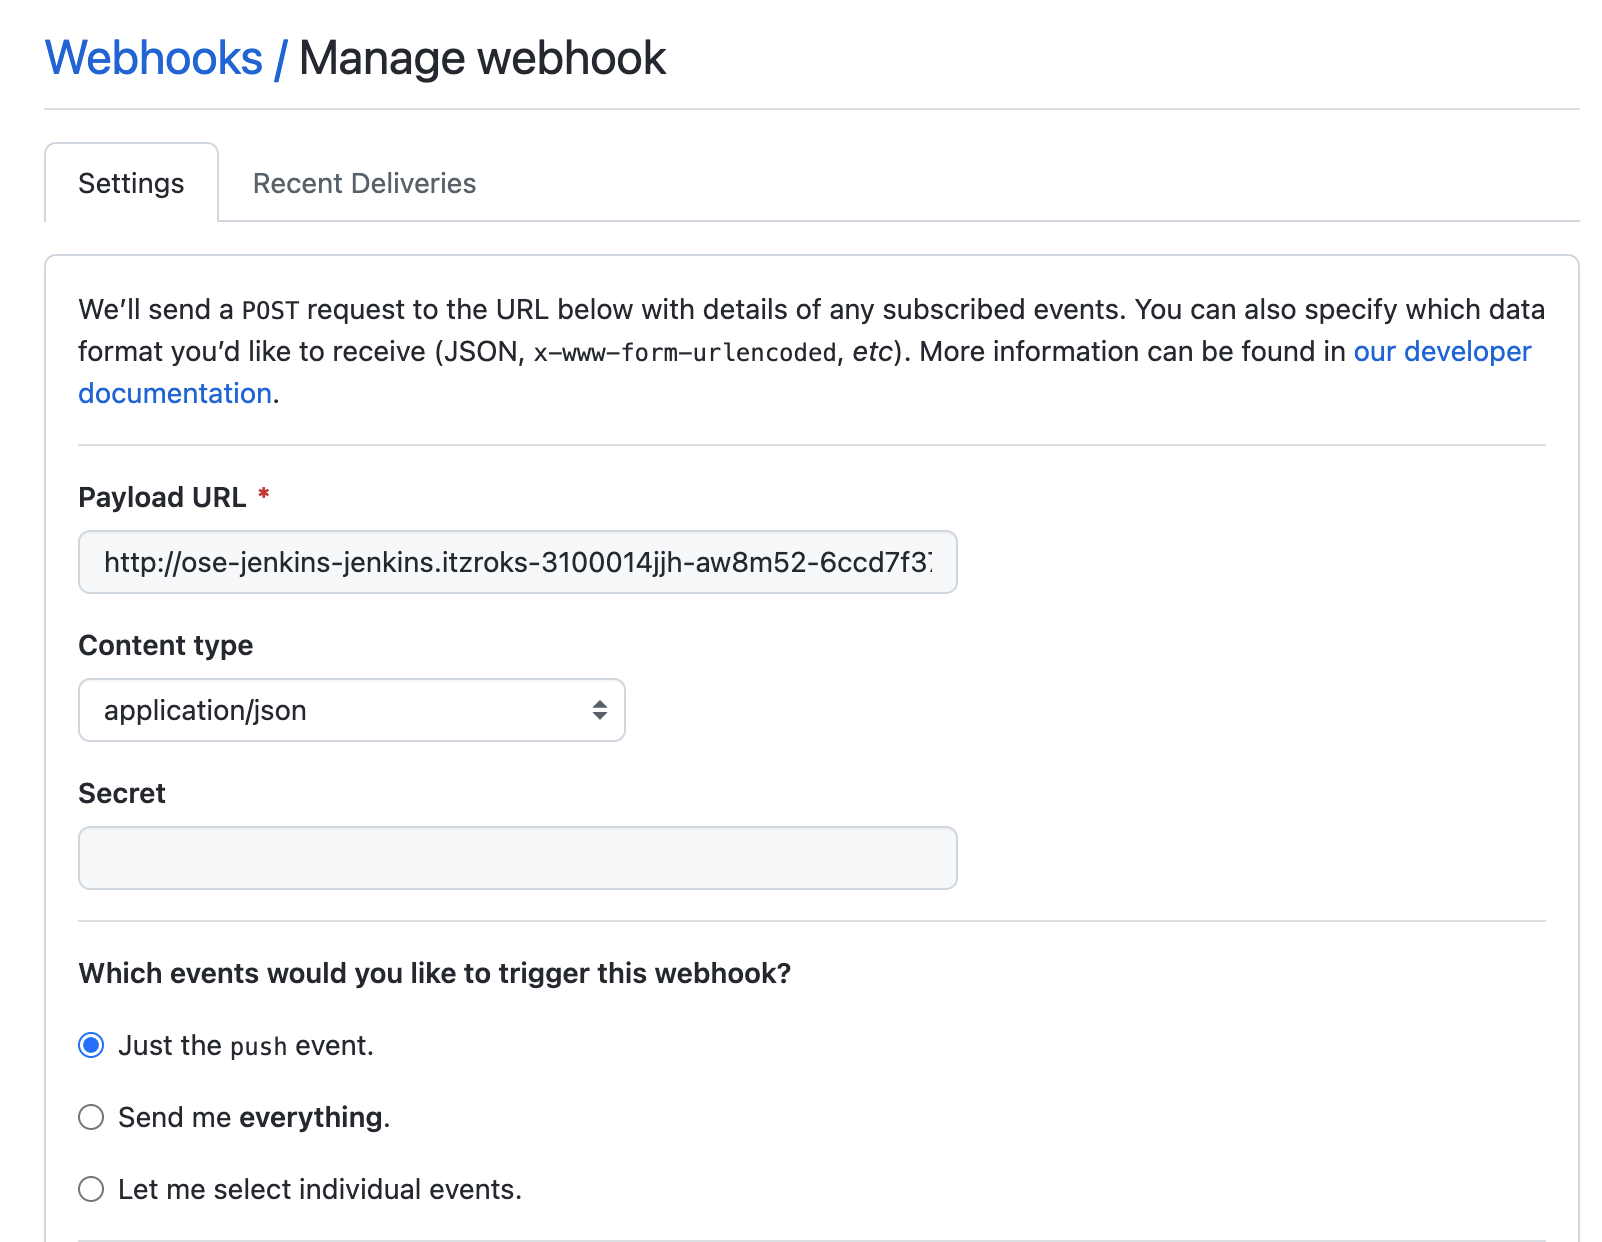 Webhooks / Manage webhook
Settings
Recent Deliveries
We’ll send a POST request to the URL below with details of any subscribed events. You can also specify which data
format you’d like to receive (JSON, x-www-form-urlencoded, etc). More information can be found in our developer
documentation.
Payload URL *
http://ose-jenkins-jenkins.itzroks-3100014jjh-aw8m52-6ccd7f37
Content type
application/json
Secret
Which events would you like to trigger this webhook?
Just the push event.
Send me everything.
Let me select individual events.